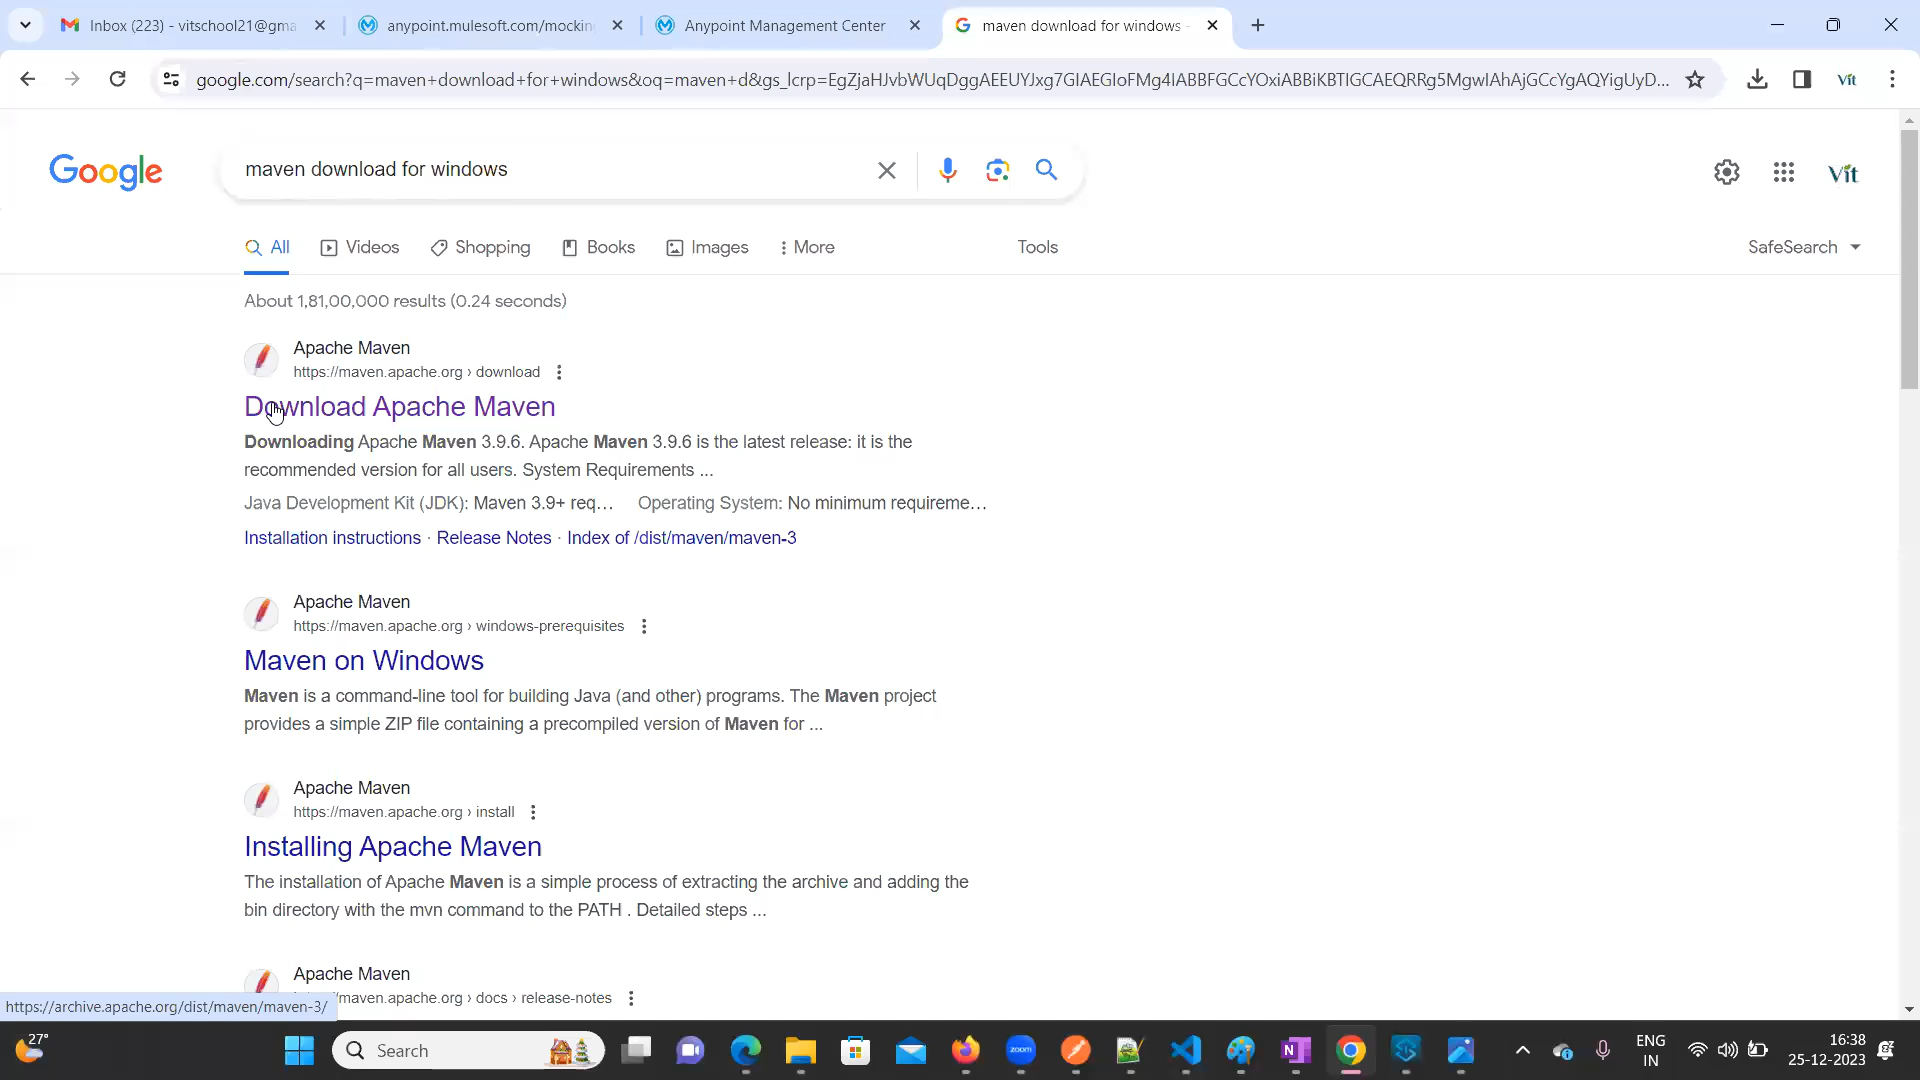 Inbox (223) - vitschool21@gma
anypoint.mulesoft.com/mockin
Anypoint Management Center
maven download for windows -
google.com/search?q=maven+download+for+windows&oq=maven+d&gs_lcrp=EgZjaHJvbWUqDggAEEUYJxg7GIAEGIoFMg4IABBFGCcYOxiABBiKBTIGCAEQRRg5MgwIAhAjGCcYgAQYigUyD...
Vit
Google
maven download for windows
Vit
All
Videos
Shopping
Books
Images
More
Tools
SafeSearch
About 1,81,00,000 results (0.24 seconds)
Apache Maven
https://maven.apache.org › download
Download Apache Maven
Downloading Apache Maven 3.9.6. Apache Maven 3.9.6 is the latest release: it is the
recommended version for all users. System Requirements ...
Java Development Kit (JDK): Maven 3.9+ req... Operating System: No minimum requireme...
Installation instructions · Release Notes · Index of /dist/maven/maven-3
Apache Maven
https://maven.apache.org › windows-prerequisites
Maven on Windows
Maven is a command-line tool for building Java (and other) programs. The Maven project
provides a simple ZIP file containing a precompiled version of Maven for ...
Apache Maven
https://maven.apache.org › install
Installing Apache Maven
The installation of Apache Maven is a simple process of extracting the archive and adding the
bin directory with the mvn command to the PATH . Detailed steps ...
Apache Maven
maven.apache.org › docs › release-notes
https://archive.apache.org/dist/maven/maven-3/
27°
Search
zoom
ENG
IN
16:38
25-12-2023